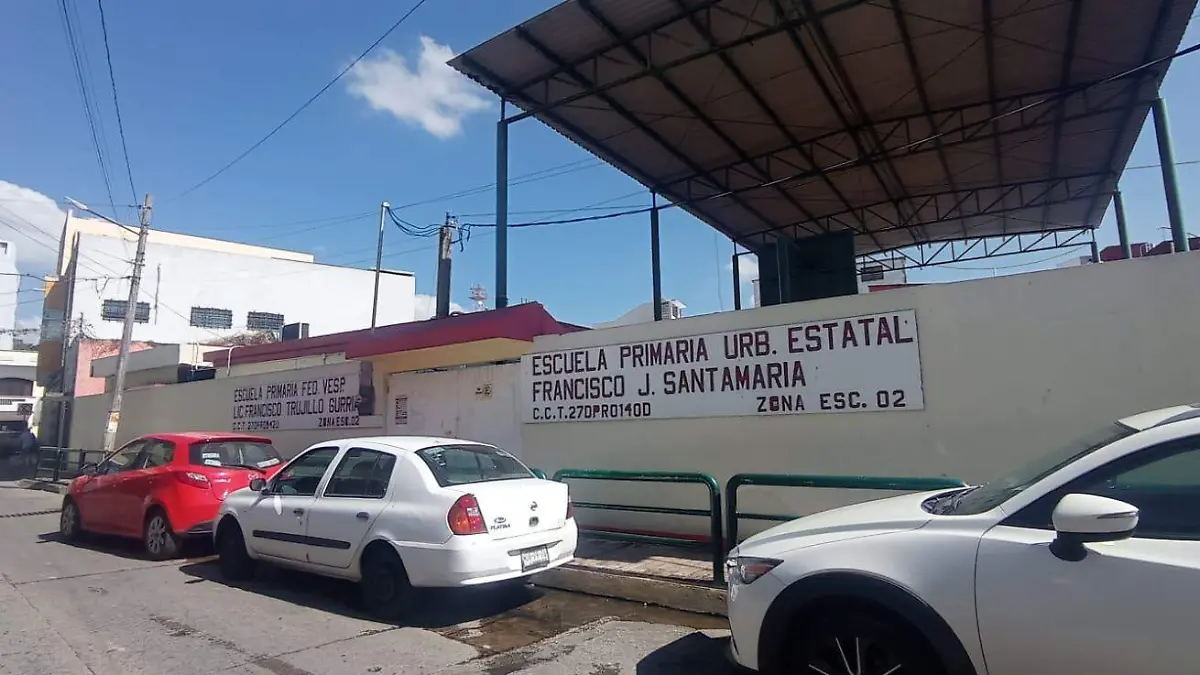 ESCUELA PRIMARIA FED. VESP.
LIC. FRANCISCO TRUJILLO GURRIA
ZONA ESC. 02
ESCUELA PRIMARIA URB. ESTATAL
FRANCISCO J. SANTAMARIA
C.C.T. 27DPR0140D
ZONA ESC. 02
PLATINA